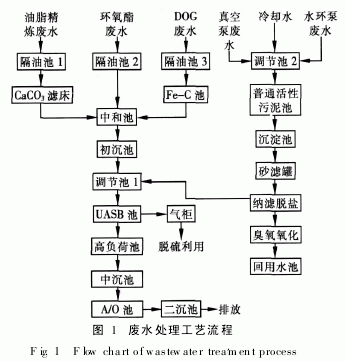 油脂精
炼废水
环氧酯
废水
DOG
废水
真空
泵废
水
冷却水
水环泵
废水
隔油池 1
隔油池 2
隔油池 3
调节池 2
CaCO₃ 滤床
Fe-C 池
普通活性
污泥池
中和池
沉淀池
初沉池
砂滤罐
调节池 1
纳滤脱盐
UASB 池
气柜
臭氧氧化
高负荷池
脱硫利用
回用水池
中沉池
A/O 池
二沉池
排放
图 1 废水处理工艺流程
Fig 1 Flow chart of wastewater treament process